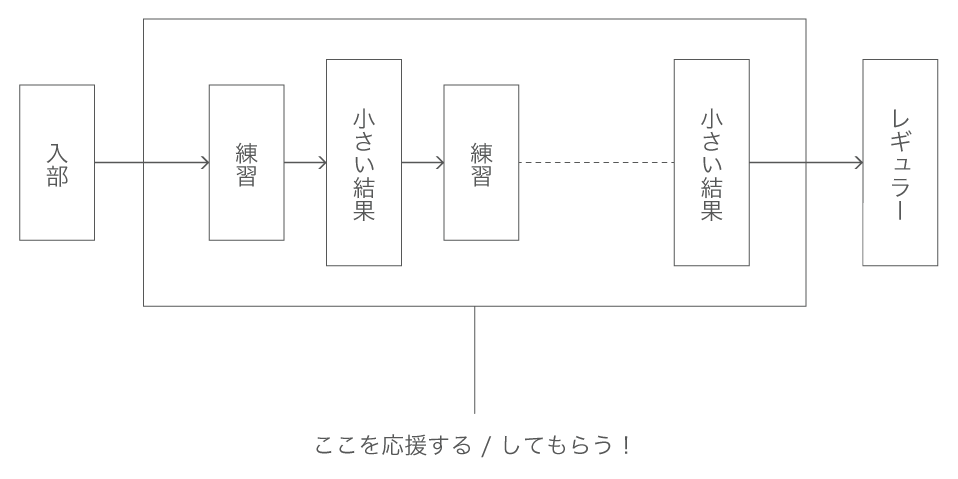 入部
練習
小さい結果
練習
小さい結果
レギュラー
ここを応援する / してもらう！